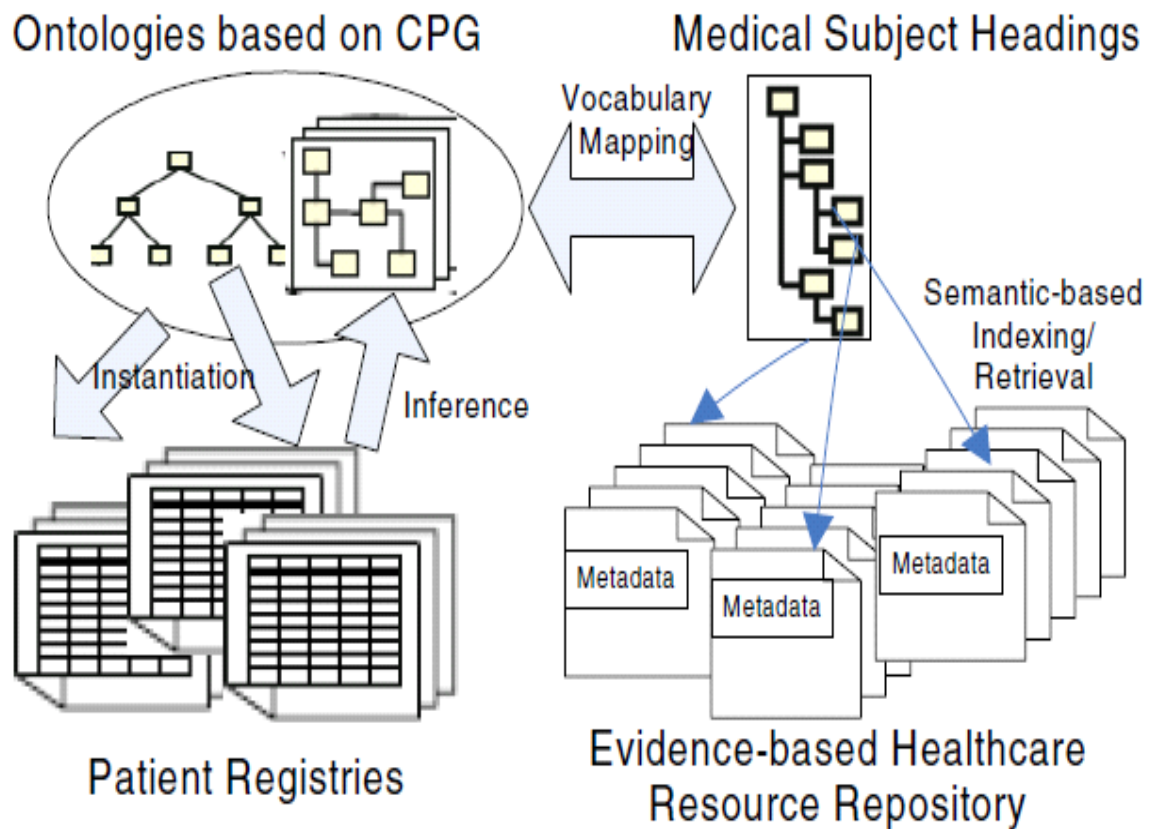 Ontologies based on CPG
Medical Subject Headings
Vocabulary
Mapping
Semantic-based
Indexing/
Retrieval
Instantiation
Inference
Metadata
Metadata
Metadata
Patient Registries
Evidence-based Healthcare
Resource Repository